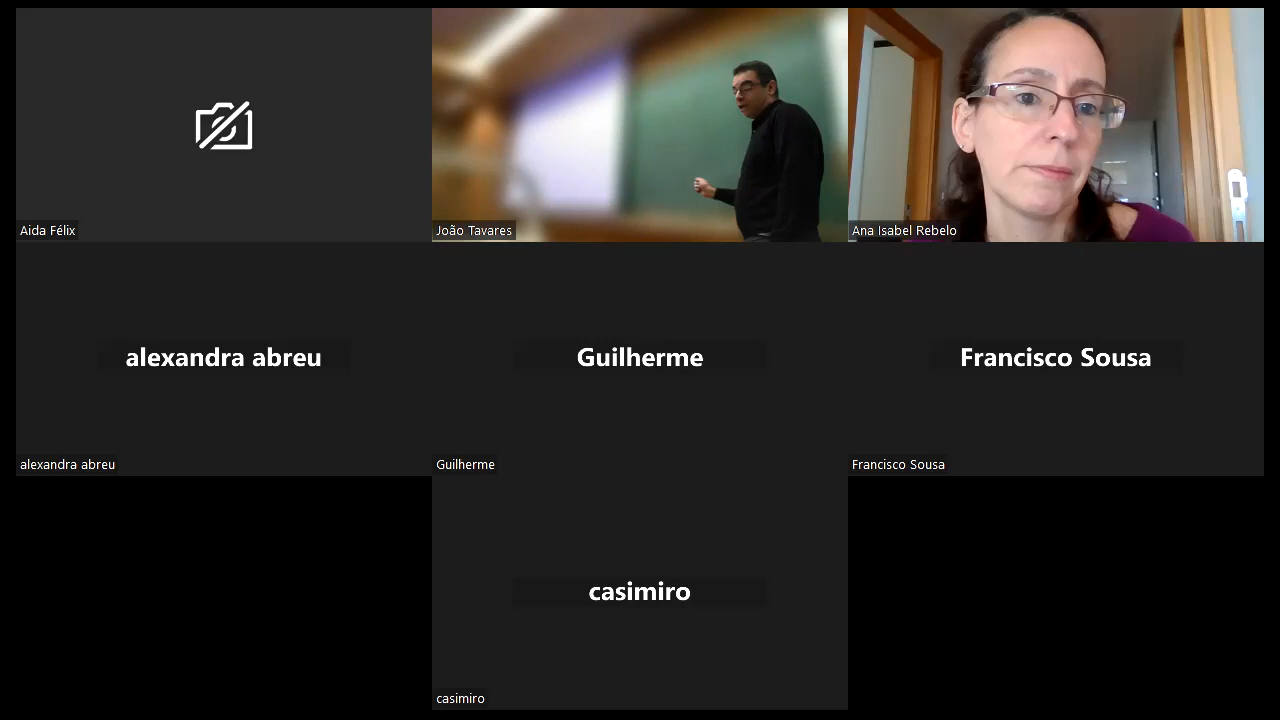 Aida Félix
João Tavares
Ana Isabel Rebelo
alexandra abreu
Guilherme
Francisco Sousa
alexandra abreu
Guilherme
Francisco Sousa
casimiro
casimiro